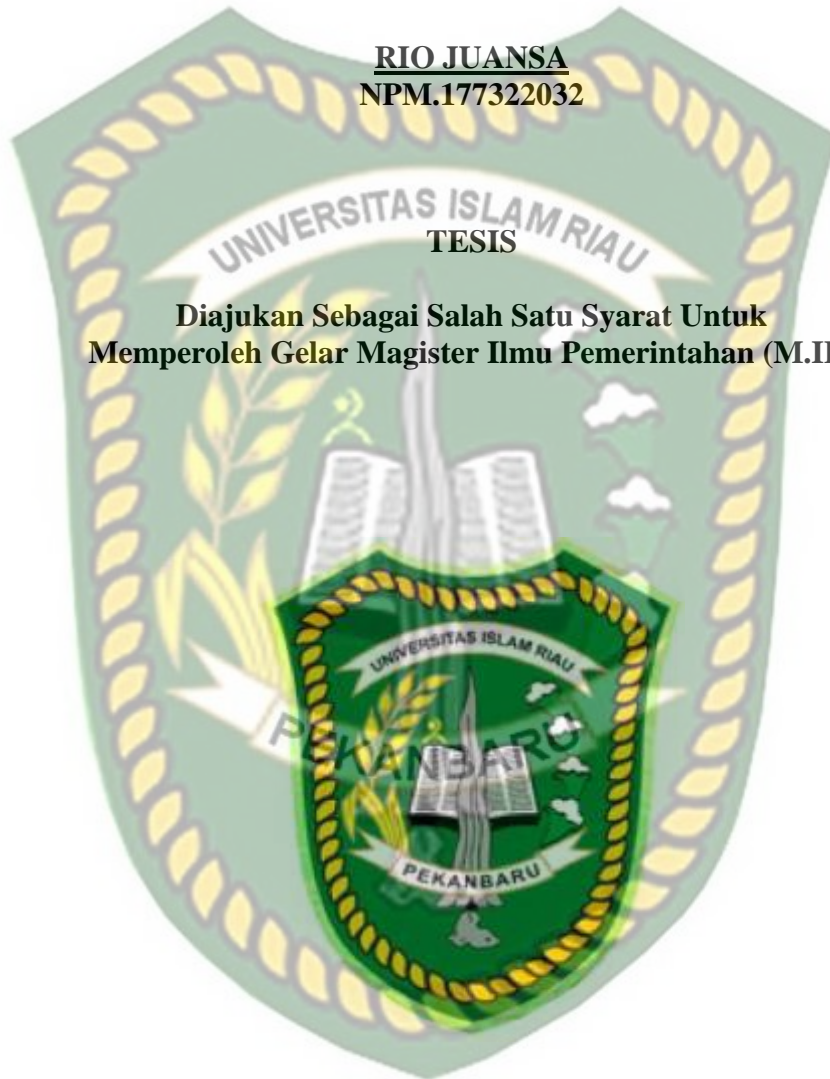 RIO JUANSA
NPM.177322032
UNIVERSITAS ISLAM RIAU
TESIS
Diajukan Sebagai Salah Satu Syarat Untuk
Memperoleh Gelar Magister Ilmu Pemerintahan (M.II
UNIVERSITAS ISLAM RIAU
PEKANBARU
PEKANBARU